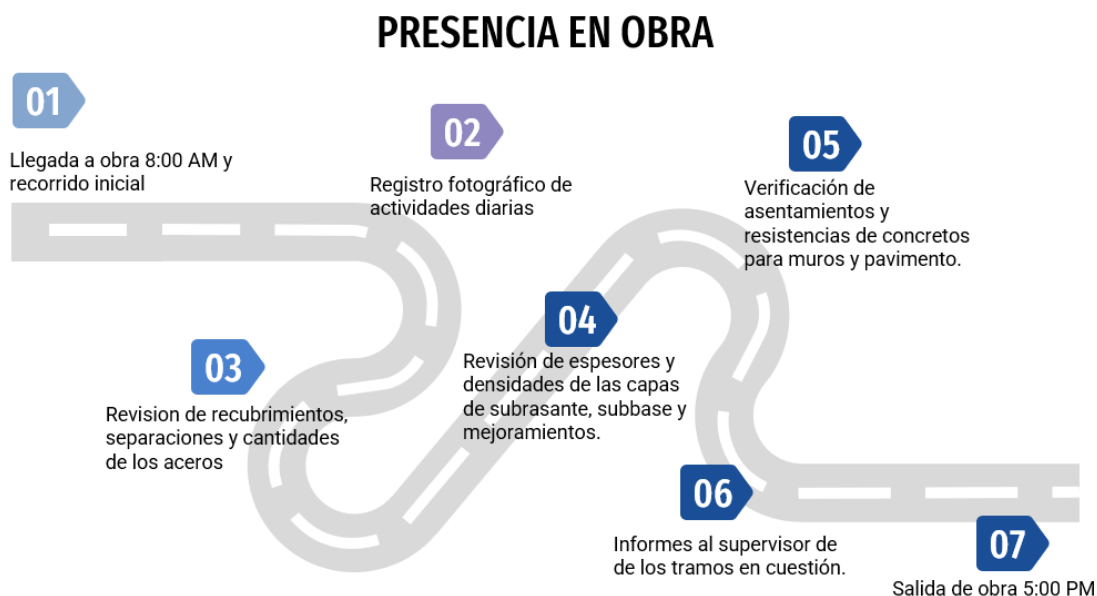 PRESENCIA EN OBRA
01
Llegada a obra 8:00 AM y
recorrido inicial
02
Registro fotográfico de
actividades diarias
03
Revision de recubrimientos,
separaciones y cantidades
de los aceros
04
Revisión de espesores y
densidades de las capas
de subrasante, subbase y
mejoramientos.
05
Verificación de
asentamientos y
resistencias de concretos
para muros y pavimento.
06
Informes al supervisor de
de los tramos en cuestión.
07
Salida de obra 5:00 PM